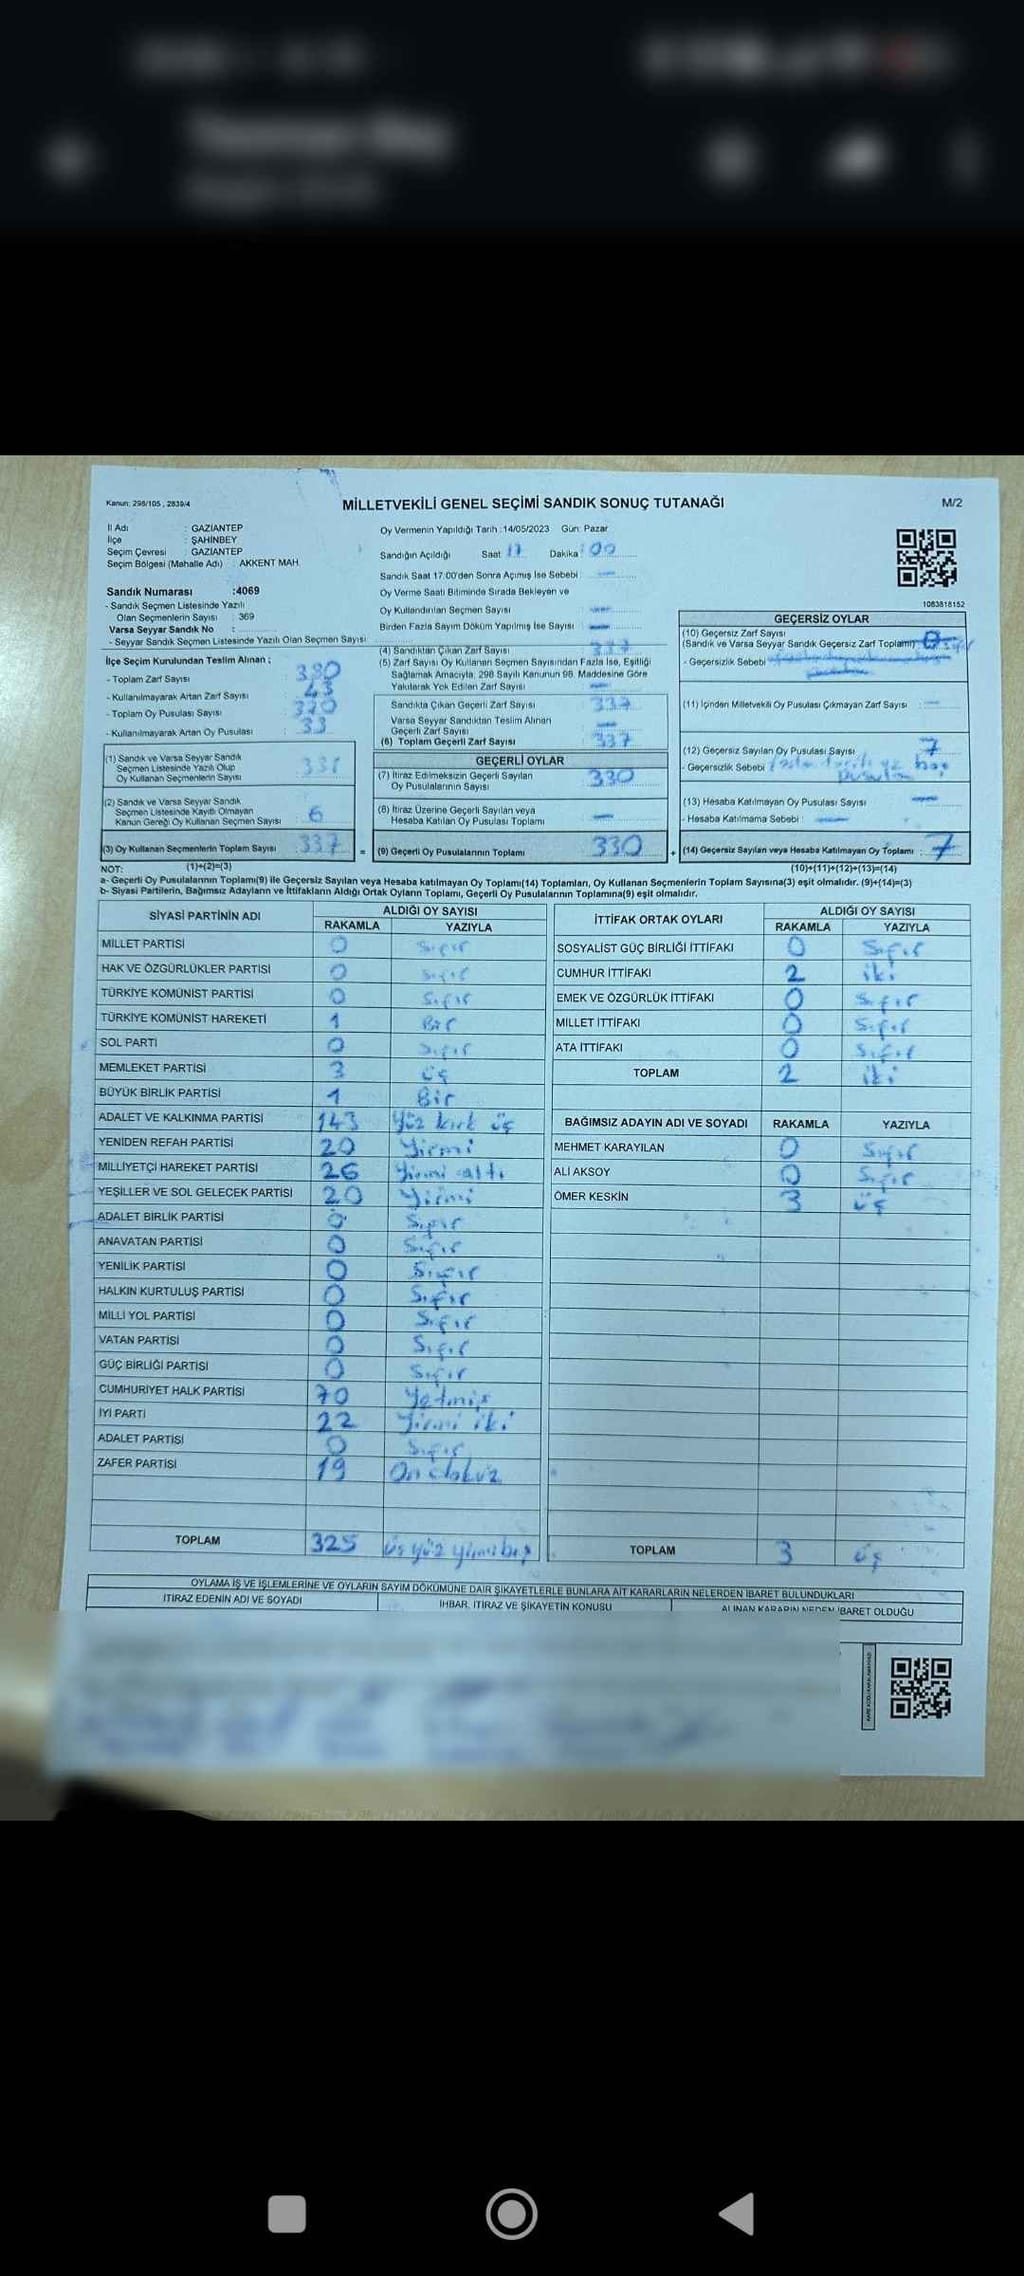 Kanun: 298/105 , 2839/4
MİLLETVEKİLİ GENEL SEÇİMİ SANDIK SONUÇ TUTANAĞI
M/2
İl Adı : GAZİANTEP
İlçe : ŞAHİNBEY
Seçim Çevresi : GAZİANTEP
Seçim Bölgesi (Mahalle Adı) : AKKENT MAH.
Sandık Numarası :4069
- Sandık Seçmen Listesinde Yazılı
Olan Seçmenlerin Sayısı : 369
Varsa Seyyar Sandık No :
- Seyyar Sandık Seçmen Listesinde Yazılı Olan Seçmen Sayısı
Oy Vermenin Yapıldığı Tarih :14/05/2023 Gün: Pazar
Sandığın Açıldığı Saat 17 Dakika : 00
Sandık Saat 17:00'den Sonra Açımış İse Sebebi :
Oy Verme Saati Bitiminde Sırada Bekleyen ve
Oy Kullandırılan Seçmen Sayısı :
Birden Fazla Sayım Döküm Yapılmış İse Sayısı :
1083818152
İlçe Seçim Kurulundan Teslim Alınan ;
- Toplam Zarf Sayısı : 380
- Kullanılmayarak Artan Zarf Sayısı : 43
- Toplam Oy Pusulası Sayısı : 370
- Kullanılmayarak Artan Oy Pusulası : 33
(1) Sandık ve Varsa Seyyar Sandık
Seçmen Listesinde Yazılı Olup
Oy Kullanan Seçmenlerin Sayısı : 331
(2) Sandık ve Varsa Seyyar Sandık
Seçmen Listesinde Kayıtlı Olmayan
Kanun Gereği Oy Kullanan Seçmen Sayısı : 6
(3) Oy Kullanan Seçmenlerin Toplam Sayısı : 337
(4) Sandıktan Çıkan Zarf Sayısı : 337
(5) Zarf Sayısı Oy Kullanan Seçmen Sayısından Fazla İse, Eşitliği
Sağlamak Amacıyla, 298 Sayılı Kanunun 98. Maddesine Göre
Yakılarak Yok Edilen Zarf Sayısı :
Sandıkta Çıkan Geçerli Zarf Sayısı : 337
Varsa Seyyar Sandıktan Teslim Alınan
Geçerli Zarf Sayısı :
(6) Toplam Geçerli Zarf Sayısı : 337
GEÇERLİ OYLAR
(7) İtiraz Edilmeksizin Geçerli Sayılan
Oy Pusulalarının Sayısı : 330
(8) İtiraz Üzerine Geçerli Sayılan veya
Hesaba Katılan Oy Pusulası Toplamı :
= (9) Geçerli Oy Pusulalarının Toplamı : 330
GEÇERSİZ OYLAR
(10) Geçersiz Zarf Sayısı
(Sandık ve Varsa Seyyar Sandık Geçersiz Zarf Toplamı) : 0
- Geçersizlik Sebebi
(11) İçinden Milletvekili Oy Pusulası Çıkmayan Zarf Sayısı :
(12) Geçersiz Sayılan Oy Pusulası Sayısı : 7
- Geçersizlik Sebebi : ve boş
pusula
(13) Hesaba Katılmayan Oy Pusulası Sayısı :
- Hesaba Katılmama Sebebi :
+ (14) Geçersiz Sayılan veya Hesaba Katılmayan Oy Toplamı : 7
NOT: (1)+(2)=(3)
(10)+(11)+(12)+(13)=(14)
a- Geçerli Oy Pusulalarının Toplamı(9) ile Geçersiz Sayılan veya Hesaba katılmayan Oy Toplamı(14) Toplamları, Oy Kullanan Seçmenlerin Toplam Sayısına(3) eşit olmalıdır. (9)+(14)=(3)
b- Siyasi Partilerin, Bağımsız Adayların ve İttifakların Aldığı Ortak Oyların Toplamı, Geçerli Oy Pusulalarının Toplamına(9) eşit olmalıdır.
SİYASİ PARTİNİN ADI ALDIĞI OY SAYISI
RAKAMLA YAZIYLA
MİLLET PARTİSİ 0 Sıfır
HAK VE ÖZGÜRLÜKLER PARTİSİ 0 Sıfır
TÜRKİYE KOMÜNİST PARTİSİ 0 Sıfır
TÜRKİYE KOMÜNİST HAREKETİ 1 Bir
SOL PARTİ 0 Sıfır
MEMLEKET PARTİSİ 3 üç
BÜYÜK BİRLİK PARTİSİ 1 Bir
ADALET VE KALKINMA PARTİSİ 143 Yüz kırk üç
YENİDEN REFAH PARTİSİ 20 Yirmi
MİLLİYETÇİ HAREKET PARTİSİ 26 Yirmi altı
YEŞİLLER VE SOL GELECEK PARTİSİ 20 Yirmi
ADALET BİRLİK PARTİSİ 0 Sıfır
ANAVATAN PARTİSİ 0 Sıfır
YENİLİK PARTİSİ 0 Sıfır
HALKIN KURTULUŞ PARTİSİ 0 Sıfır
MİLLİ YOL PARTİSİ 0 Sıfır
VATAN PARTİSİ 0 Sıfır
GÜÇ BİRLİĞİ PARTİSİ 0 Sıfır
CUMHURİYET HALK PARTİSİ 70 Yetmiş
İYİ PARTİ 22 Yirmi iki
ADALET PARTİSİ 0 Sıfır
ZAFER PARTİSİ 19 On dokuz
TOPLAM 325 üç yüz yirmi beş
İTTİFAK ORTAK OYLARI ALDIĞI OY SAYISI
RAKAMLA YAZIYLA
SOSYALİST GÜÇ BİRLİĞİ İTTİFAKI 0 Sıfır
CUMHUR İTTİFAKI 2 iki
EMEK VE ÖZGÜRLÜK İTTİFAKI 0 Sıfır
MİLLET İTTİFAKI 0 Sıfır
ATA İTTİFAKI 0 Sıfır
TOPLAM 2 iki
BAĞIMSIZ ADAYIN ADI VE SOYADI RAKAMLA YAZIYLA
MEHMET KARAYILAN 0 Sıfır
ALİ AKSOY 0 Sıfır
ÖMER KESKİN 3 üç
TOPLAM 3 üç
OYLAMA İŞ VE İŞLEMLERİNE VE OYLARIN SAYIM DÖKÜMÜNE DAİR ŞİKAYETLERLE BUNLARA AİT KARARLARIN NELERDEN İBARET BULUNDUKLARI
İTİRAZ EDENİN ADI VE SOYADI
İHBAR, İTİRAZ VE ŞİKAYETİN KONUSU
ALINAN KARARIN NEDEN İBARET OLDUĞU